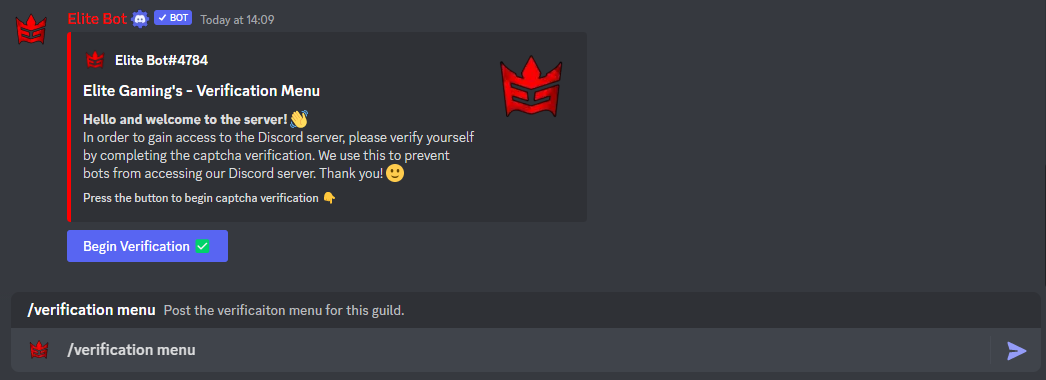 Elite Bot ✓ BOT Today at 14:09
Elite Bot#4784
Elite Gaming's - Verification Menu
Hello and welcome to the server! 👋
In order to gain access to the Discord server, please verify yourself
by completing the captcha verification. We use this to prevent
bots from accessing our Discord server. Thank you! 🙂
Press the button to begin captcha verification 👇
Begin Verification ✅
/verification menu Post the verificaiton menu for this guild.
/verification menu